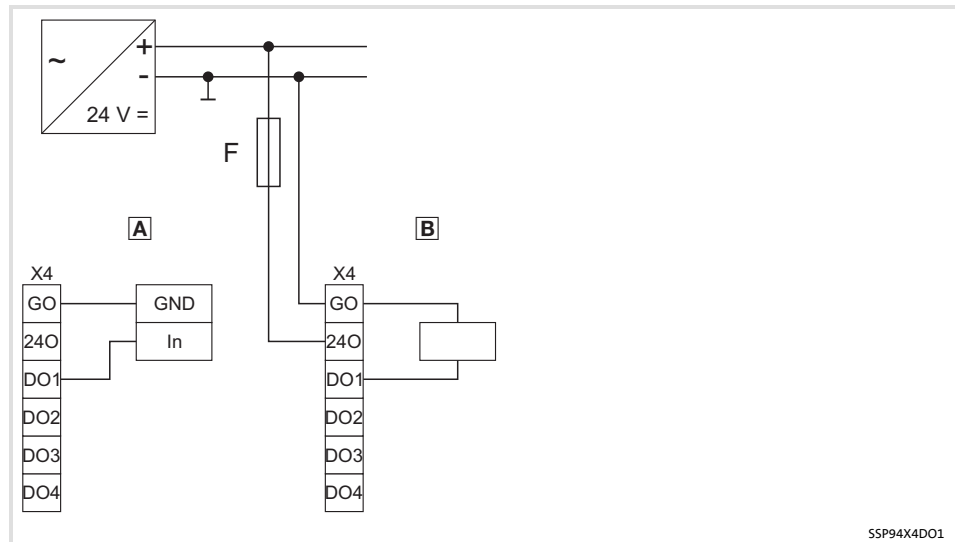 ~
+
-
24 V =
F
A
B
X4
GO
24O
DO1
DO2
DO3
DO4
GND
In
X4
GO
24O
DO1
DO2
DO3
DO4
SSP94X4DO1